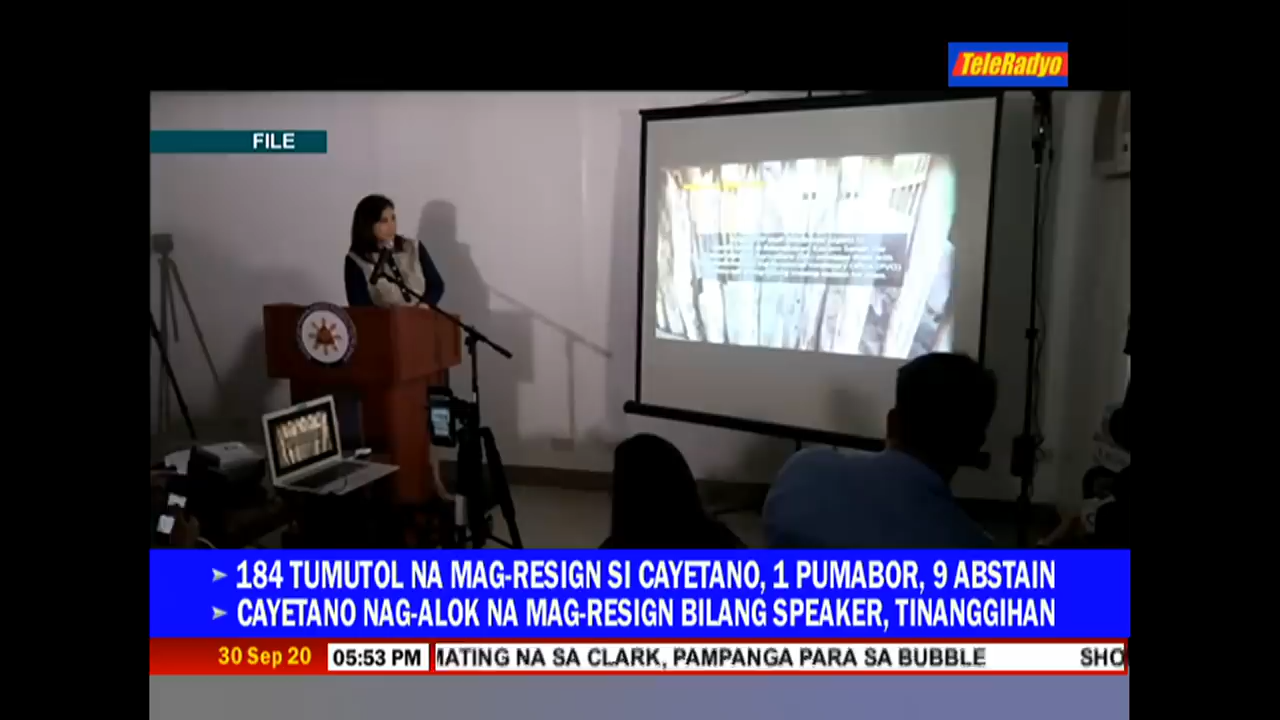 TeleRadyo
FILE
184 TUMUTOL NA MAG-RESIGN SI CAYETANO, 1 PUMABOR, 9 ABSTAIN
CAYETANO NAG-ALOK NA MAG-RESIGN BILANG SPEAKER, TINANGGIHAN
30 Sep 20 05:53 PM MATING NA SA CLARK, PAMPANGA PARA SA BUBBLE SHO